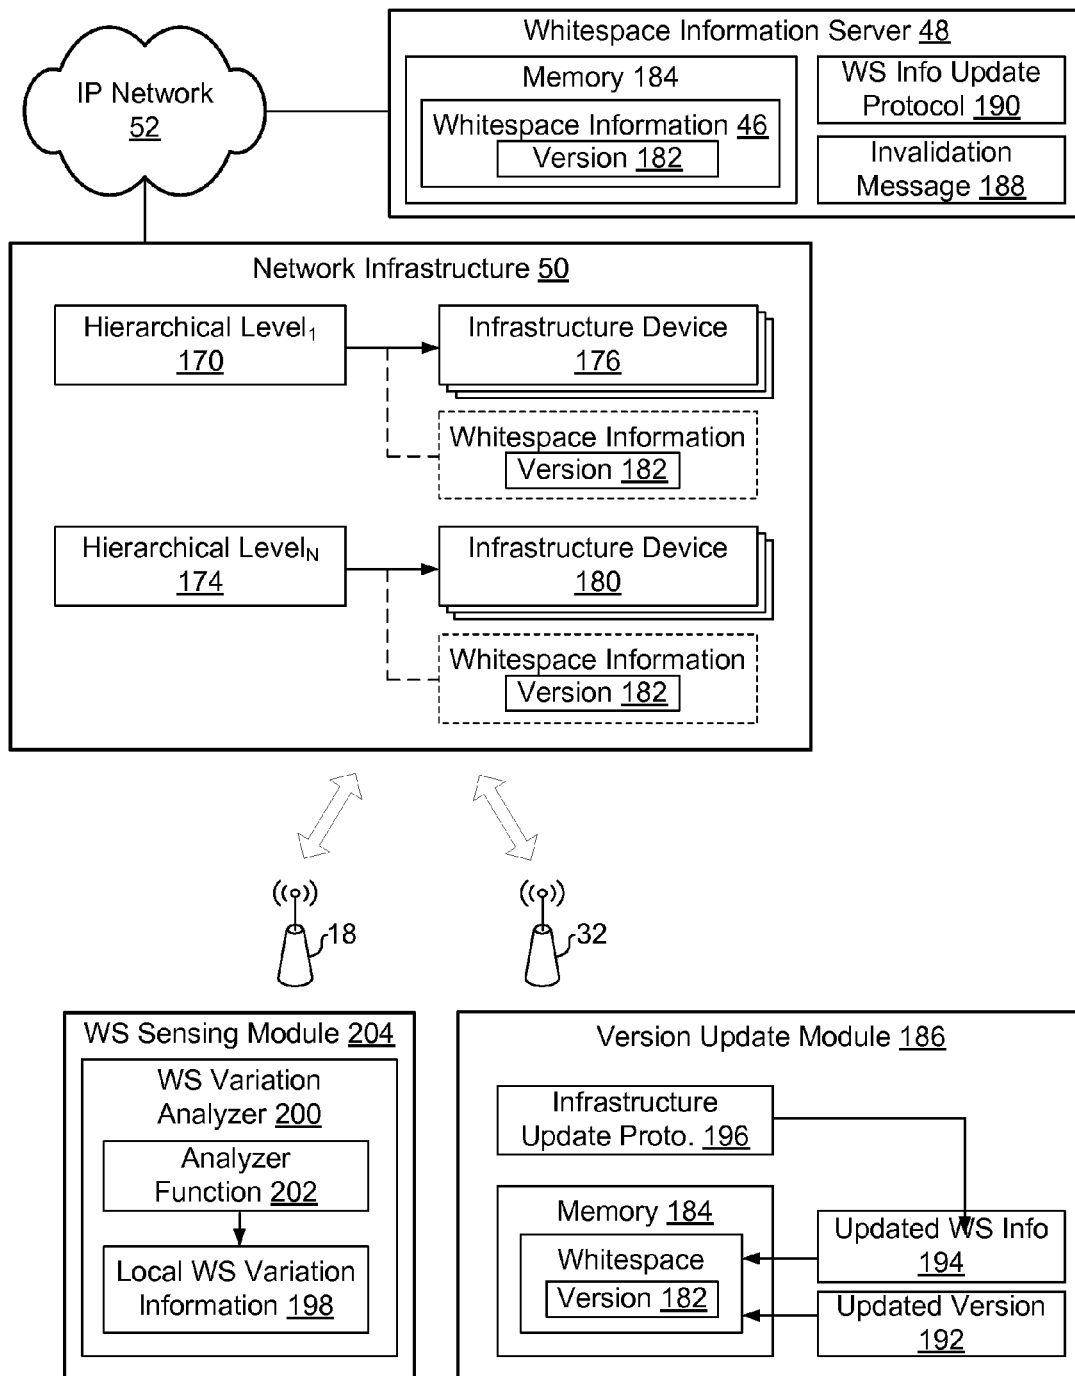 Whitespace Information Server 48
IP Network
52
Memory 184
Whitespace Information 46
Version 182
WS Info Update
Protocol 190
Invalidation
Message 188
Network Infrastructure 50
Hierarchical Level1
170
Infrastructure Device
176
Whitespace Information
Version 182
Hierarchical LevelN
174
Infrastructure Device
180
Whitespace Information
Version 182
18
32
WS Sensing Module 204
WS Variation
Analyzer 200
Analyzer
Function 202
Local WS Variation
Information 198
Version Update Module 186
Infrastructure
Update Proto. 196
Memory 184
Whitespace
Version 182
Updated WS Info
194
Updated Version
192